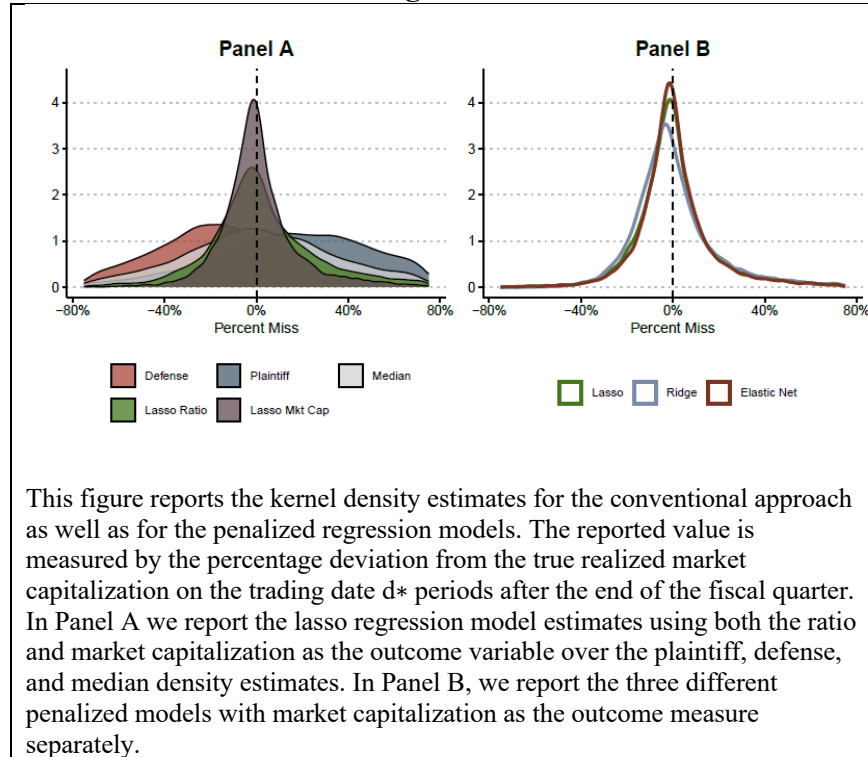 Panel A
Panel B
4
3
2
1
0
−80%
−40%
0%
40%
80%
Percent Miss
4
3
2
1
0
−80%
−40%
0%
40%
80%
Percent Miss
Defense
Plaintiff
Median
Lasso Ratio
Lasso Mkt Cap
Lasso
Ridge
Elastic Net
This figure reports the kernel density estimates for the conventional approach
as well as for the penalized regression models. The reported value is
measured by the percentage deviation from the true realized market
capitalization on the trading date d∗ periods after the end of the fiscal quarter.
In Panel A we report the lasso regression model estimates using both the ratio
and market capitalization as the outcome variable over the plaintiff, defense,
and median density estimates. In Panel B, we report the three different
penalized models with market capitalization as the outcome measure
separately.